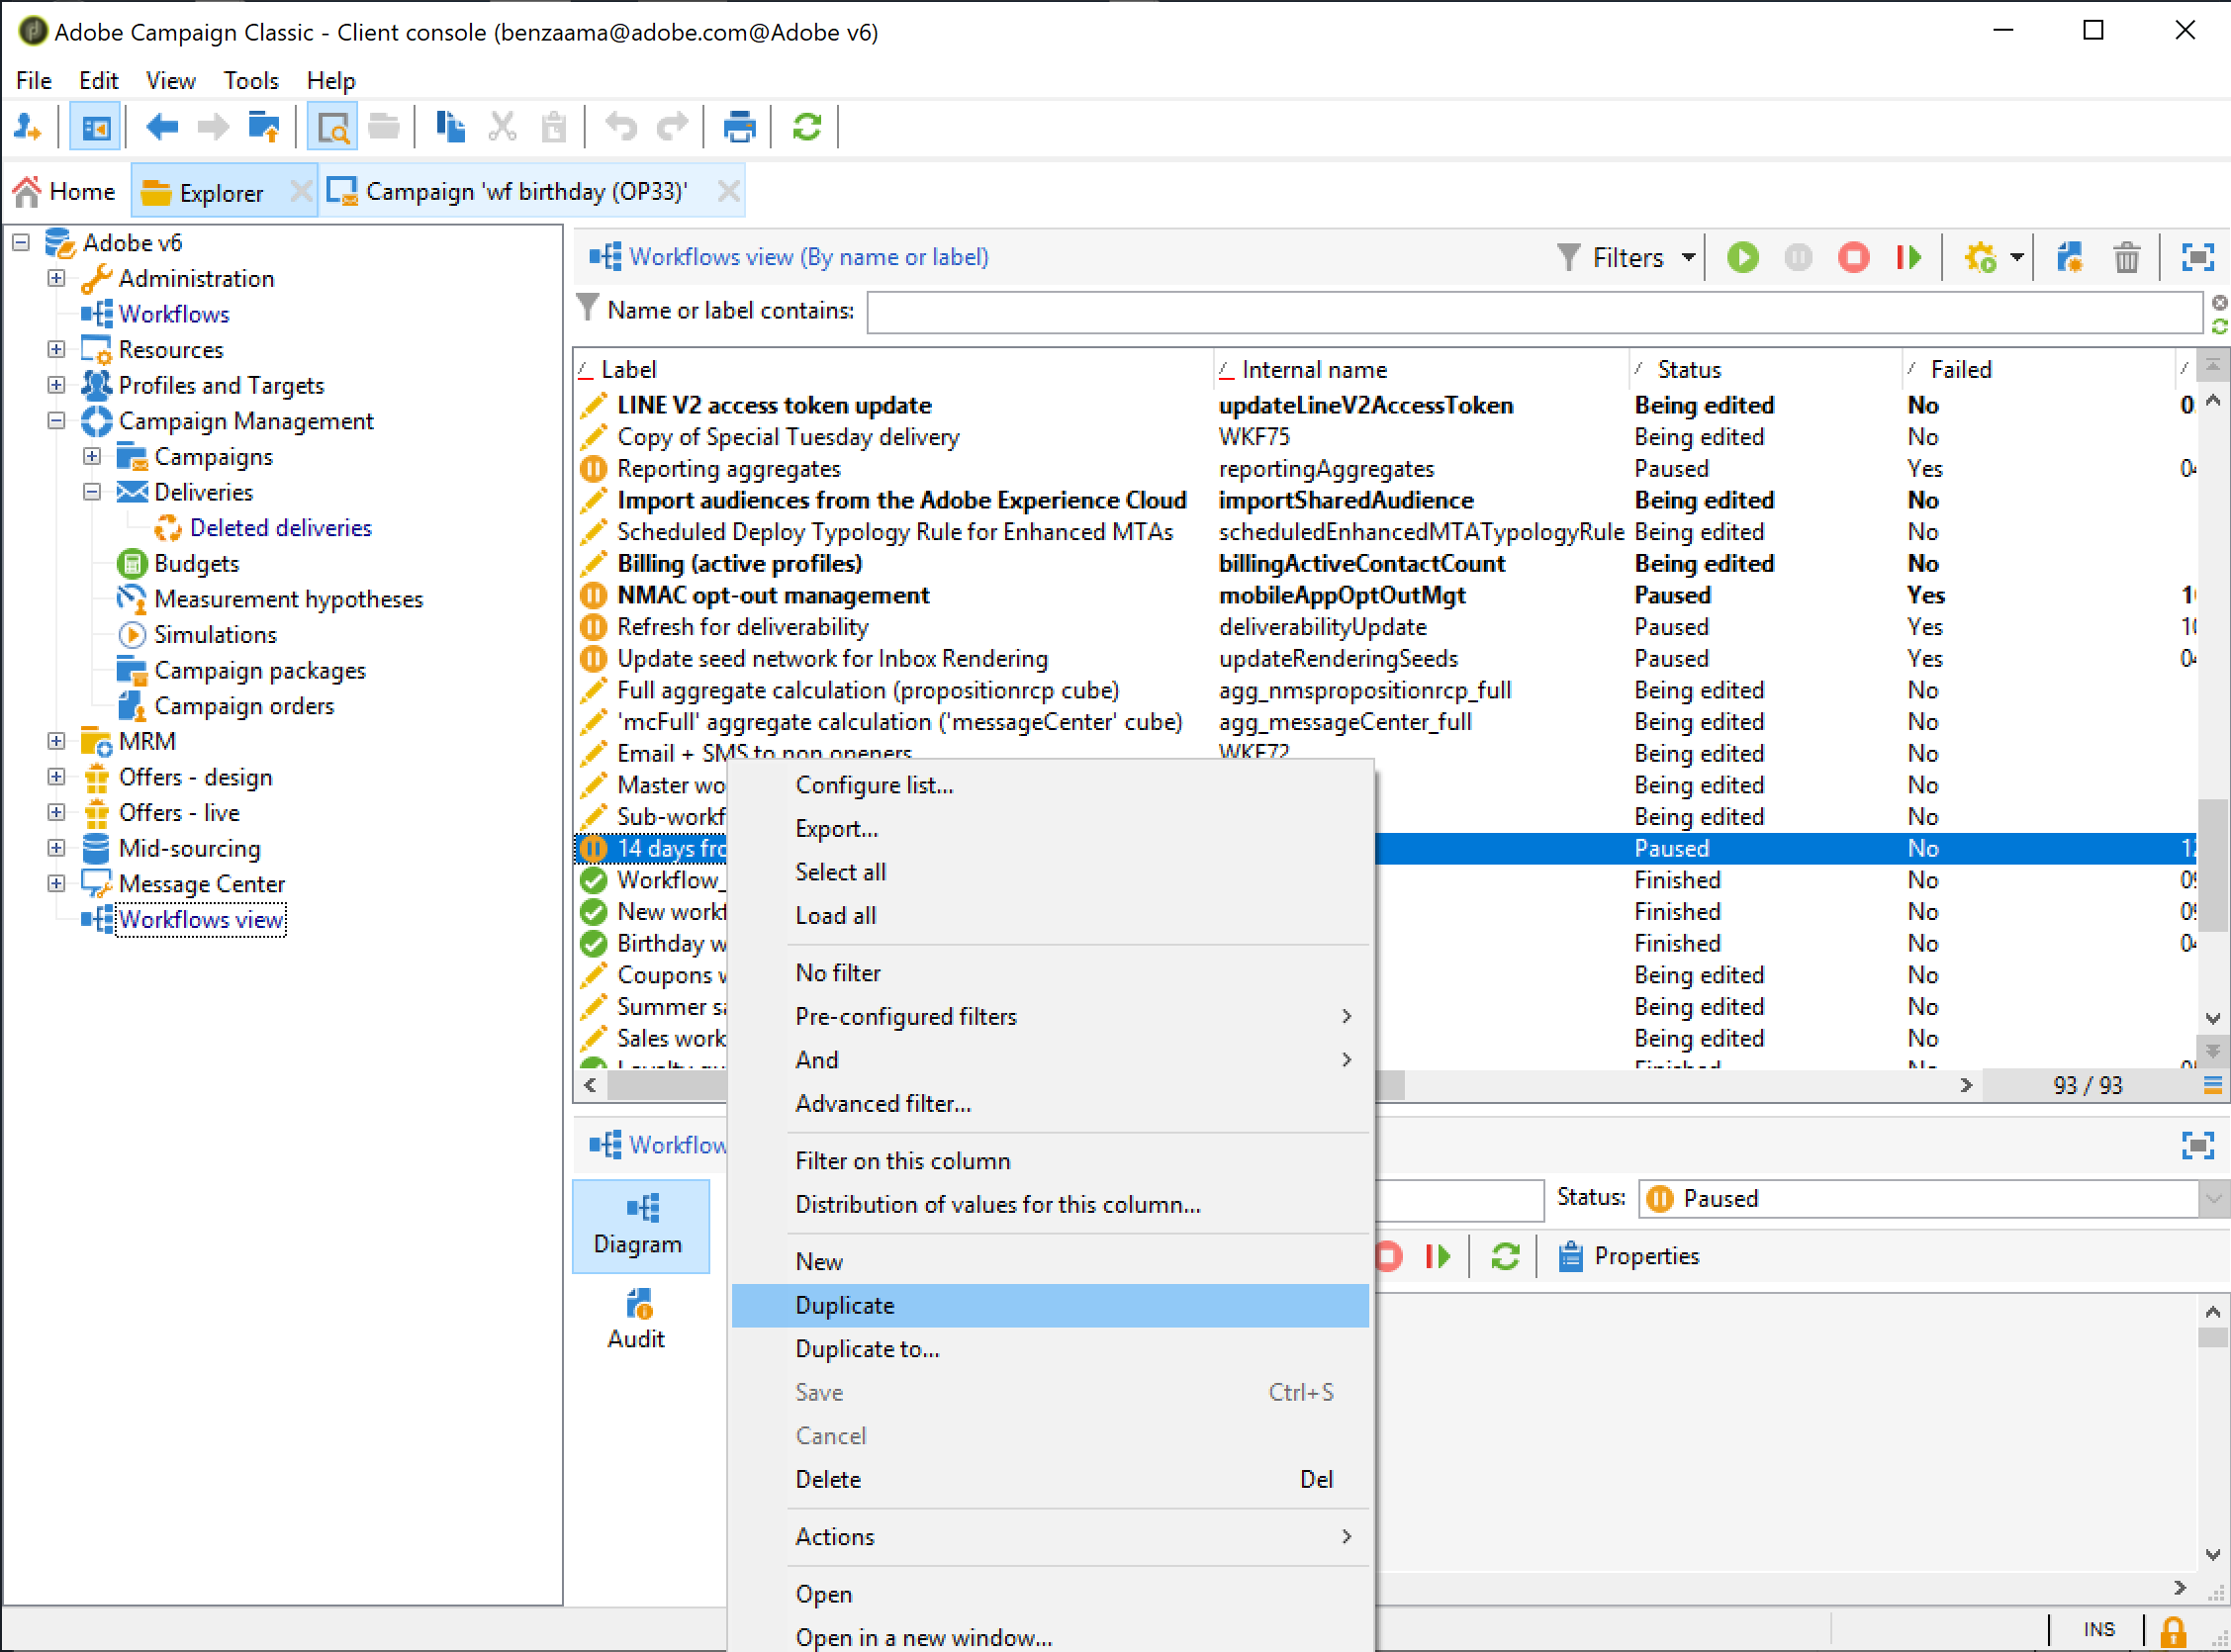 Adobe Campaign Classic - Client console (benzaama@adobe.com@Adobe v6)
File Edit View Tools Help
Home Explorer Campaign 'wf birthday (OP33)'
Adobe v6
Administration
Workflows
Resources
Profiles and Targets
Campaign Management
Campaigns
Deliveries
Deleted deliveries
Budgets
Measurement hypotheses
Simulations
Campaign packages
Campaign orders
MRM
Offers - design
Offers - live
Mid-sourcing
Message Center
Workflows view
Workflows view (By name or label) Filters
Name or label contains:
Label Internal name Status Failed
LINE V2 access token update updateLineV2AccessToken Being edited No 0
Copy of Special Tuesday delivery WKF75 Being edited No
Reporting aggregates reportingAggregates Paused Yes 04
Import audiences from the Adobe Experience Cloud importSharedAudience Being edited No
Scheduled Deploy Typology Rule for Enhanced MTAs scheduledEnhancedMTATypologyRule Being edited No
Billing (active profiles) billingActiveContactCount Being edited No
NMAC opt-out management mobileAppOptOutMgt Paused Yes 1
Refresh for deliverability deliverabilityUpdate Paused Yes 10
Update seed network for Inbox Rendering updateRenderingSeeds Paused Yes 04
Full aggregate calculation (propositionrcp cube) agg_nmspropositionrcp_full Being edited No
'mcFull' aggregate calculation ('messageCenter' cube) agg_messageCenter_full Being edited No
Email + SMS to non openers WKF72 Being edited No
Master wo Being edited No
Sub-workf Being edited No
14 days fro Paused No 12
Workflow_ Finished No 09
New workf Finished No 09
Birthday w Finished No 04
Coupons w Being edited No
Summer sa Being edited No
Sales work Being edited No
Finished No
93 / 93
Configure list...
Export...
Select all
Load all
No filter
Pre-configured filters
And
Advanced filter...
Filter on this column
Distribution of values for this column...
New
Duplicate
Duplicate to...
Save Ctrl+S
Cancel
Delete Del
Actions
Open
Open in a new window...
Workflow
Diagram
Audit
Status: Paused
Properties
INS